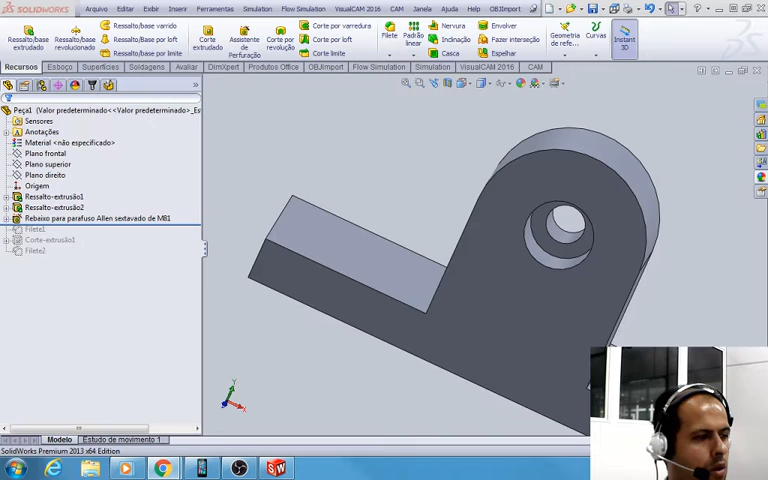 SOLIDWORKS Arquivo Editar Exibir Inserir Ferramentas Simulation Flow Simulation VisualCAM 2016 CAM Janela Ajuda OBJImport
Ressalto/base extrudado
Ressalto/base revolucionado
Ressalto/base varrido
Ressalto/base por loft
Ressalto/base por limite
Corte extrudado
Assistente de Perfuração
Corte por revolução
Corte por varredura
Corte por loft
Corte limite
Filete
Padrão linear
Nervura
Inclinação
Casca
Envolver
Fazer interseção
Espelhar
Geometria de refe...
Curvas
Instant 3D
Recursos Esboço Superfícies Soldagens Avaliar DimXpert Produtos Office OBJImport Flow Simulation Simulation VisualCAM 2016 CAM
Peça1 (Valor predeterminado<<Valor predeterminado>_Es
Sensores
Anotações
Material <não especificado>
Plano frontal
Plano superior
Plano direito
Origem
Ressalto-extrusão1
Ressalto-extrusão2
Rebaixo para parafuso Allen sextavado de M81
Filete1
Corte-extrusão1
Filete2
Y
X
Modelo Estudo de movimento 1
SolidWorks Premium 2013 x64 Edition